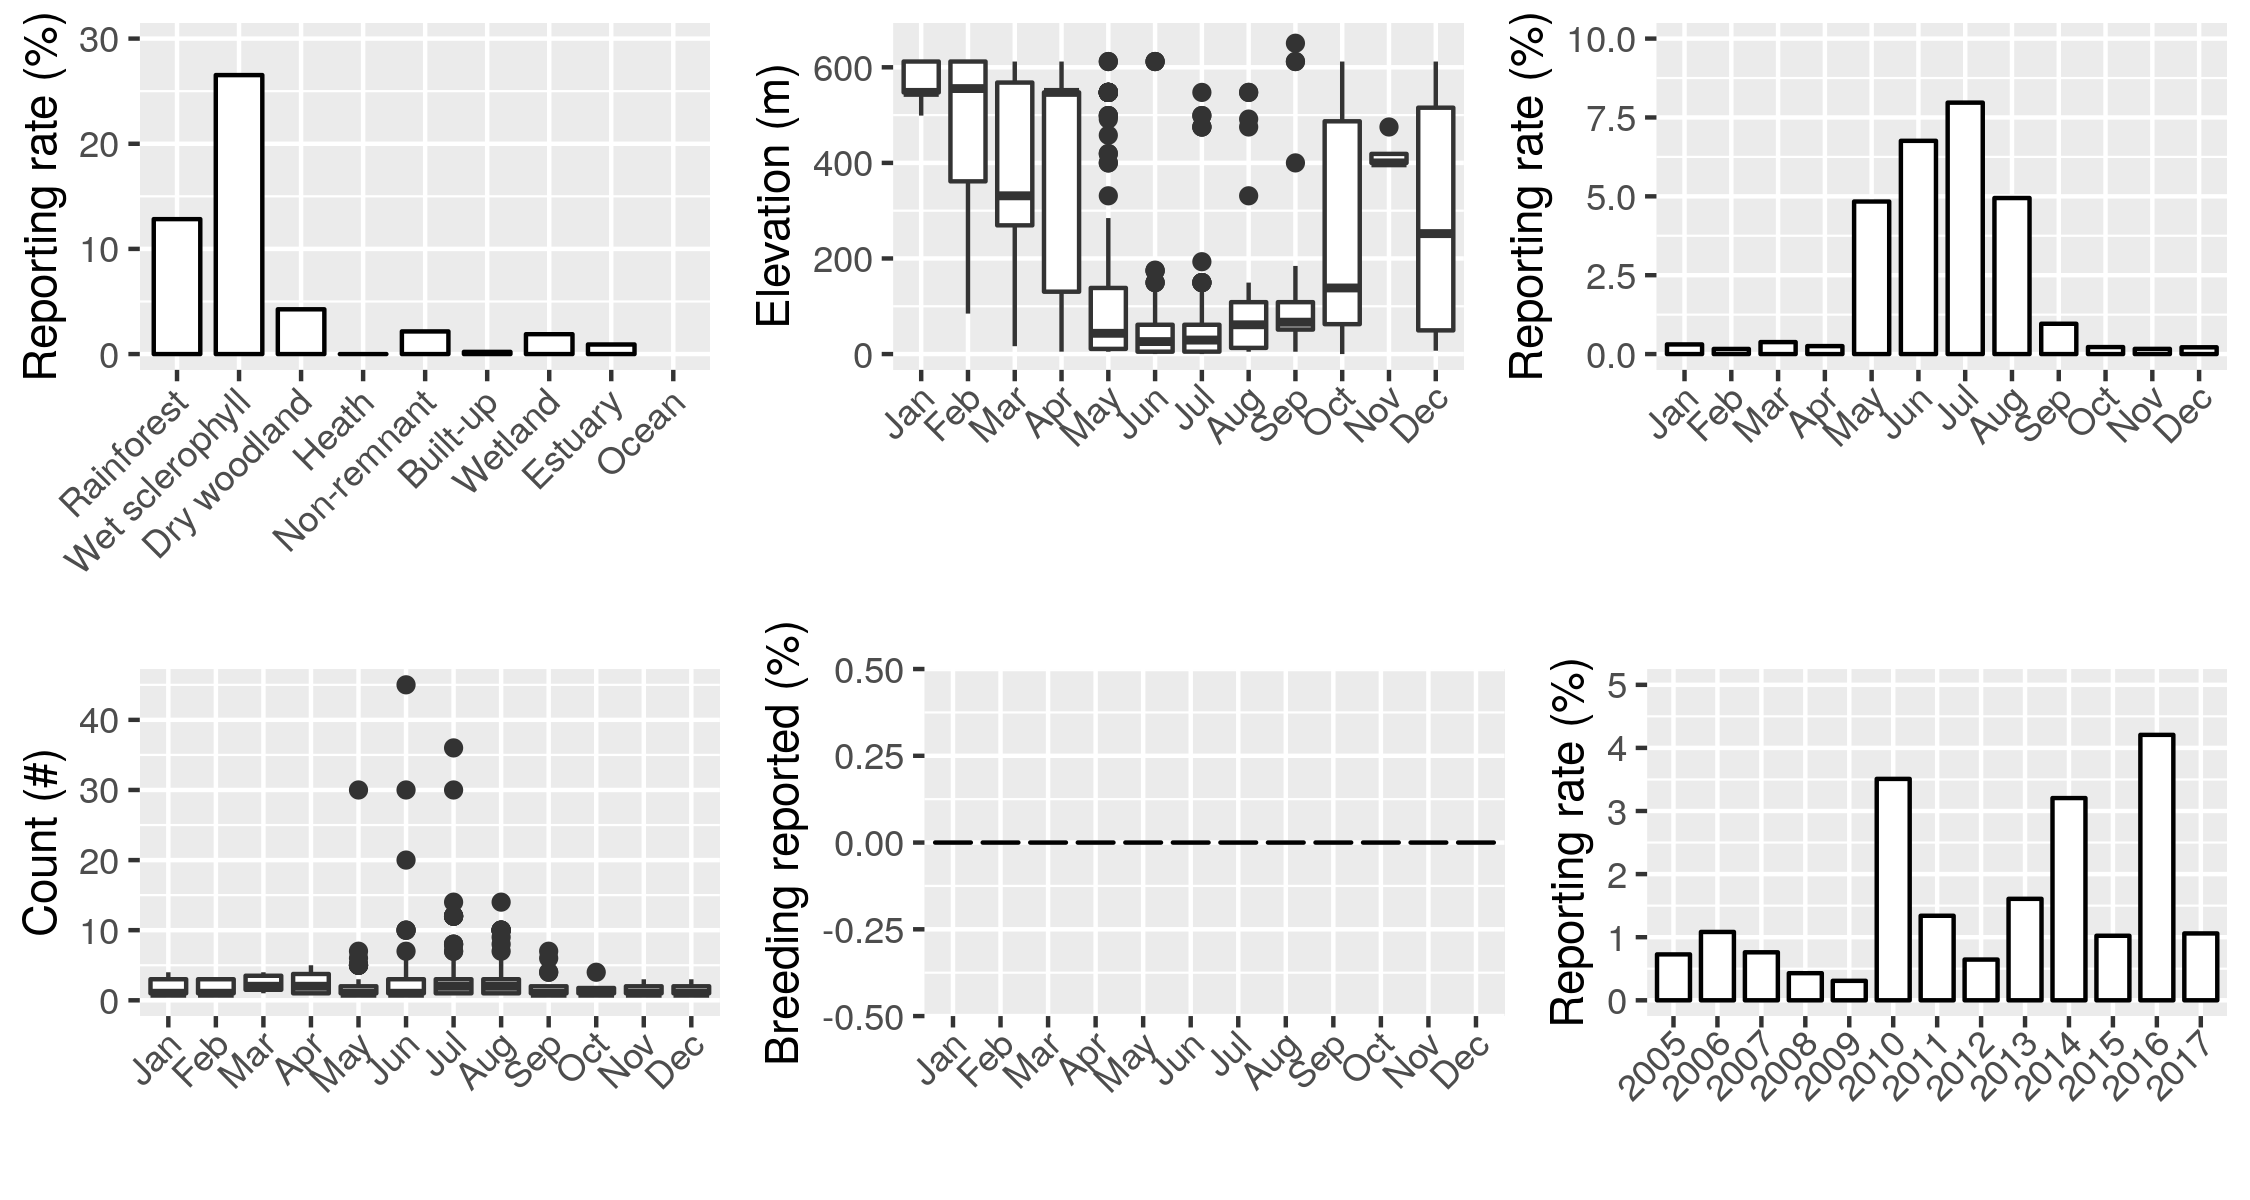 Reporting rate (%)
30
20
10
0
Rainforest
Wet sclerophyll
Dry woodland
Heath
Non-remnant
Built-up
Wetland
Estuary
Ocean
Elevation (m)
600
400
200
0
Jan
Feb
Mar
Apr
May
Jun
Jul
Aug
Sep
Oct
Nov
Dec
Reporting rate (%)
10.0
7.5
5.0
2.5
0.0
Jan
Feb
Mar
Apr
May
Jun
Jul
Aug
Sep
Oct
Nov
Dec
Count (#)
40
30
20
10
0
Jan
Feb
Mar
Apr
May
Jun
Jul
Aug
Sep
Oct
Nov
Dec
Breeding reported (%)
0.50
0.25
0.00
-0.25
-0.50
Jan
Feb
Mar
Apr
May
Jun
Jul
Aug
Sep
Oct
Nov
Dec
Reporting rate (%)
5
4
3
2
1
0
2005
2006
2007
2008
2009
2010
2011
2012
2013
2014
2015
2016
2017